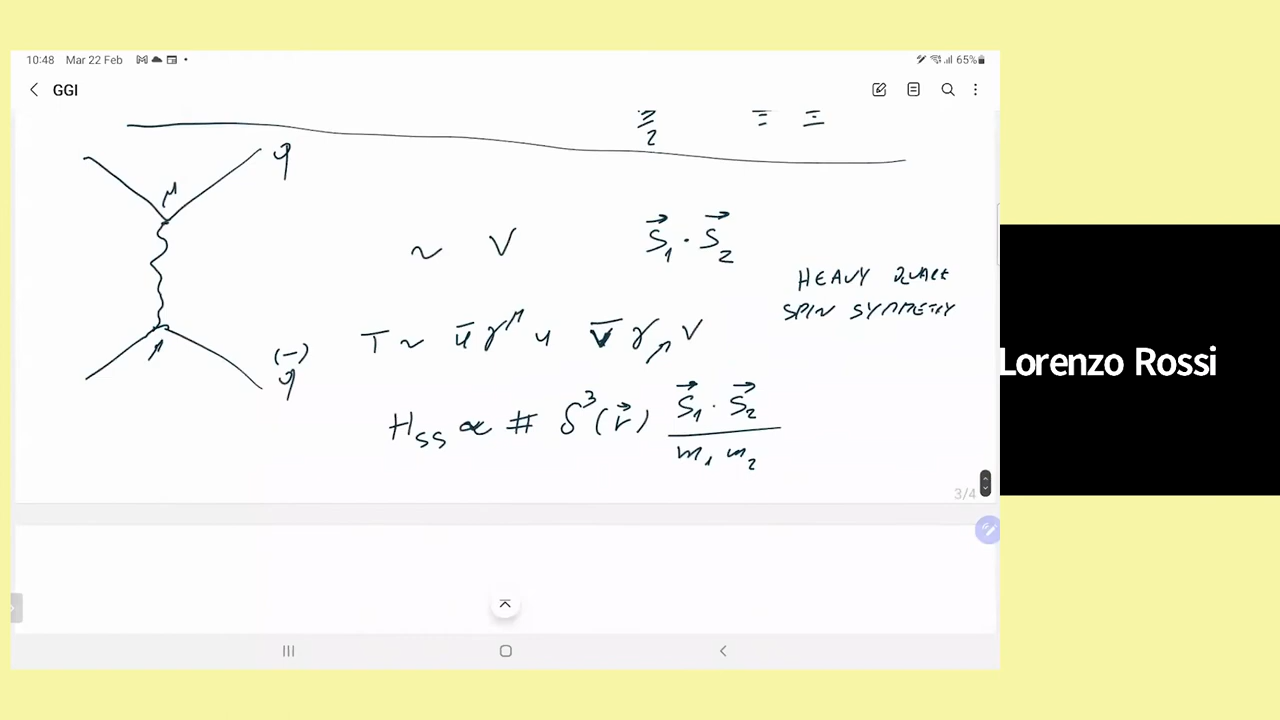 10:48 Mar 22 Feb 65%
GGI
2 Ξ Ξ
μ q
~ V S⃗₁ · S⃗₂
HEAVY QUARK
SPIN SYMMETRY
T ~ ū γ^μ u v̄ γ_μ v
(-)
q
H_SS ∝ # δ³(r⃗) S⃗₁ · S⃗₂ / m₁ m₂
3/4
Lorenzo Rossi